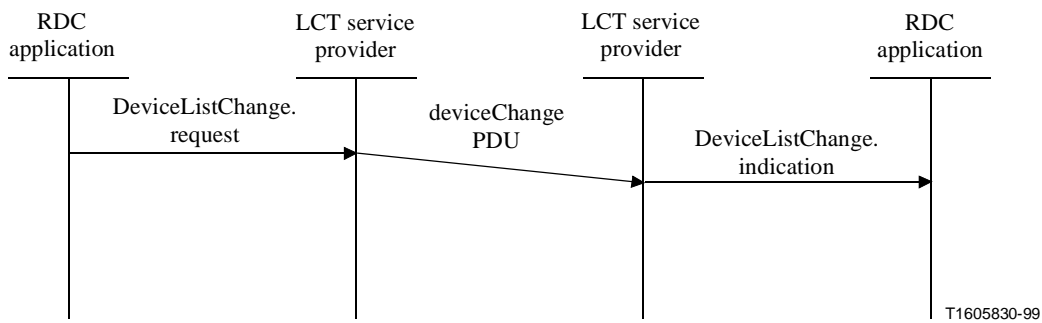 RDC
application
LCT service
provider
LCT service
provider
RDC
application
DeviceListChange.
request
deviceChange
PDU
DeviceListChange.
indication
T1605830-99